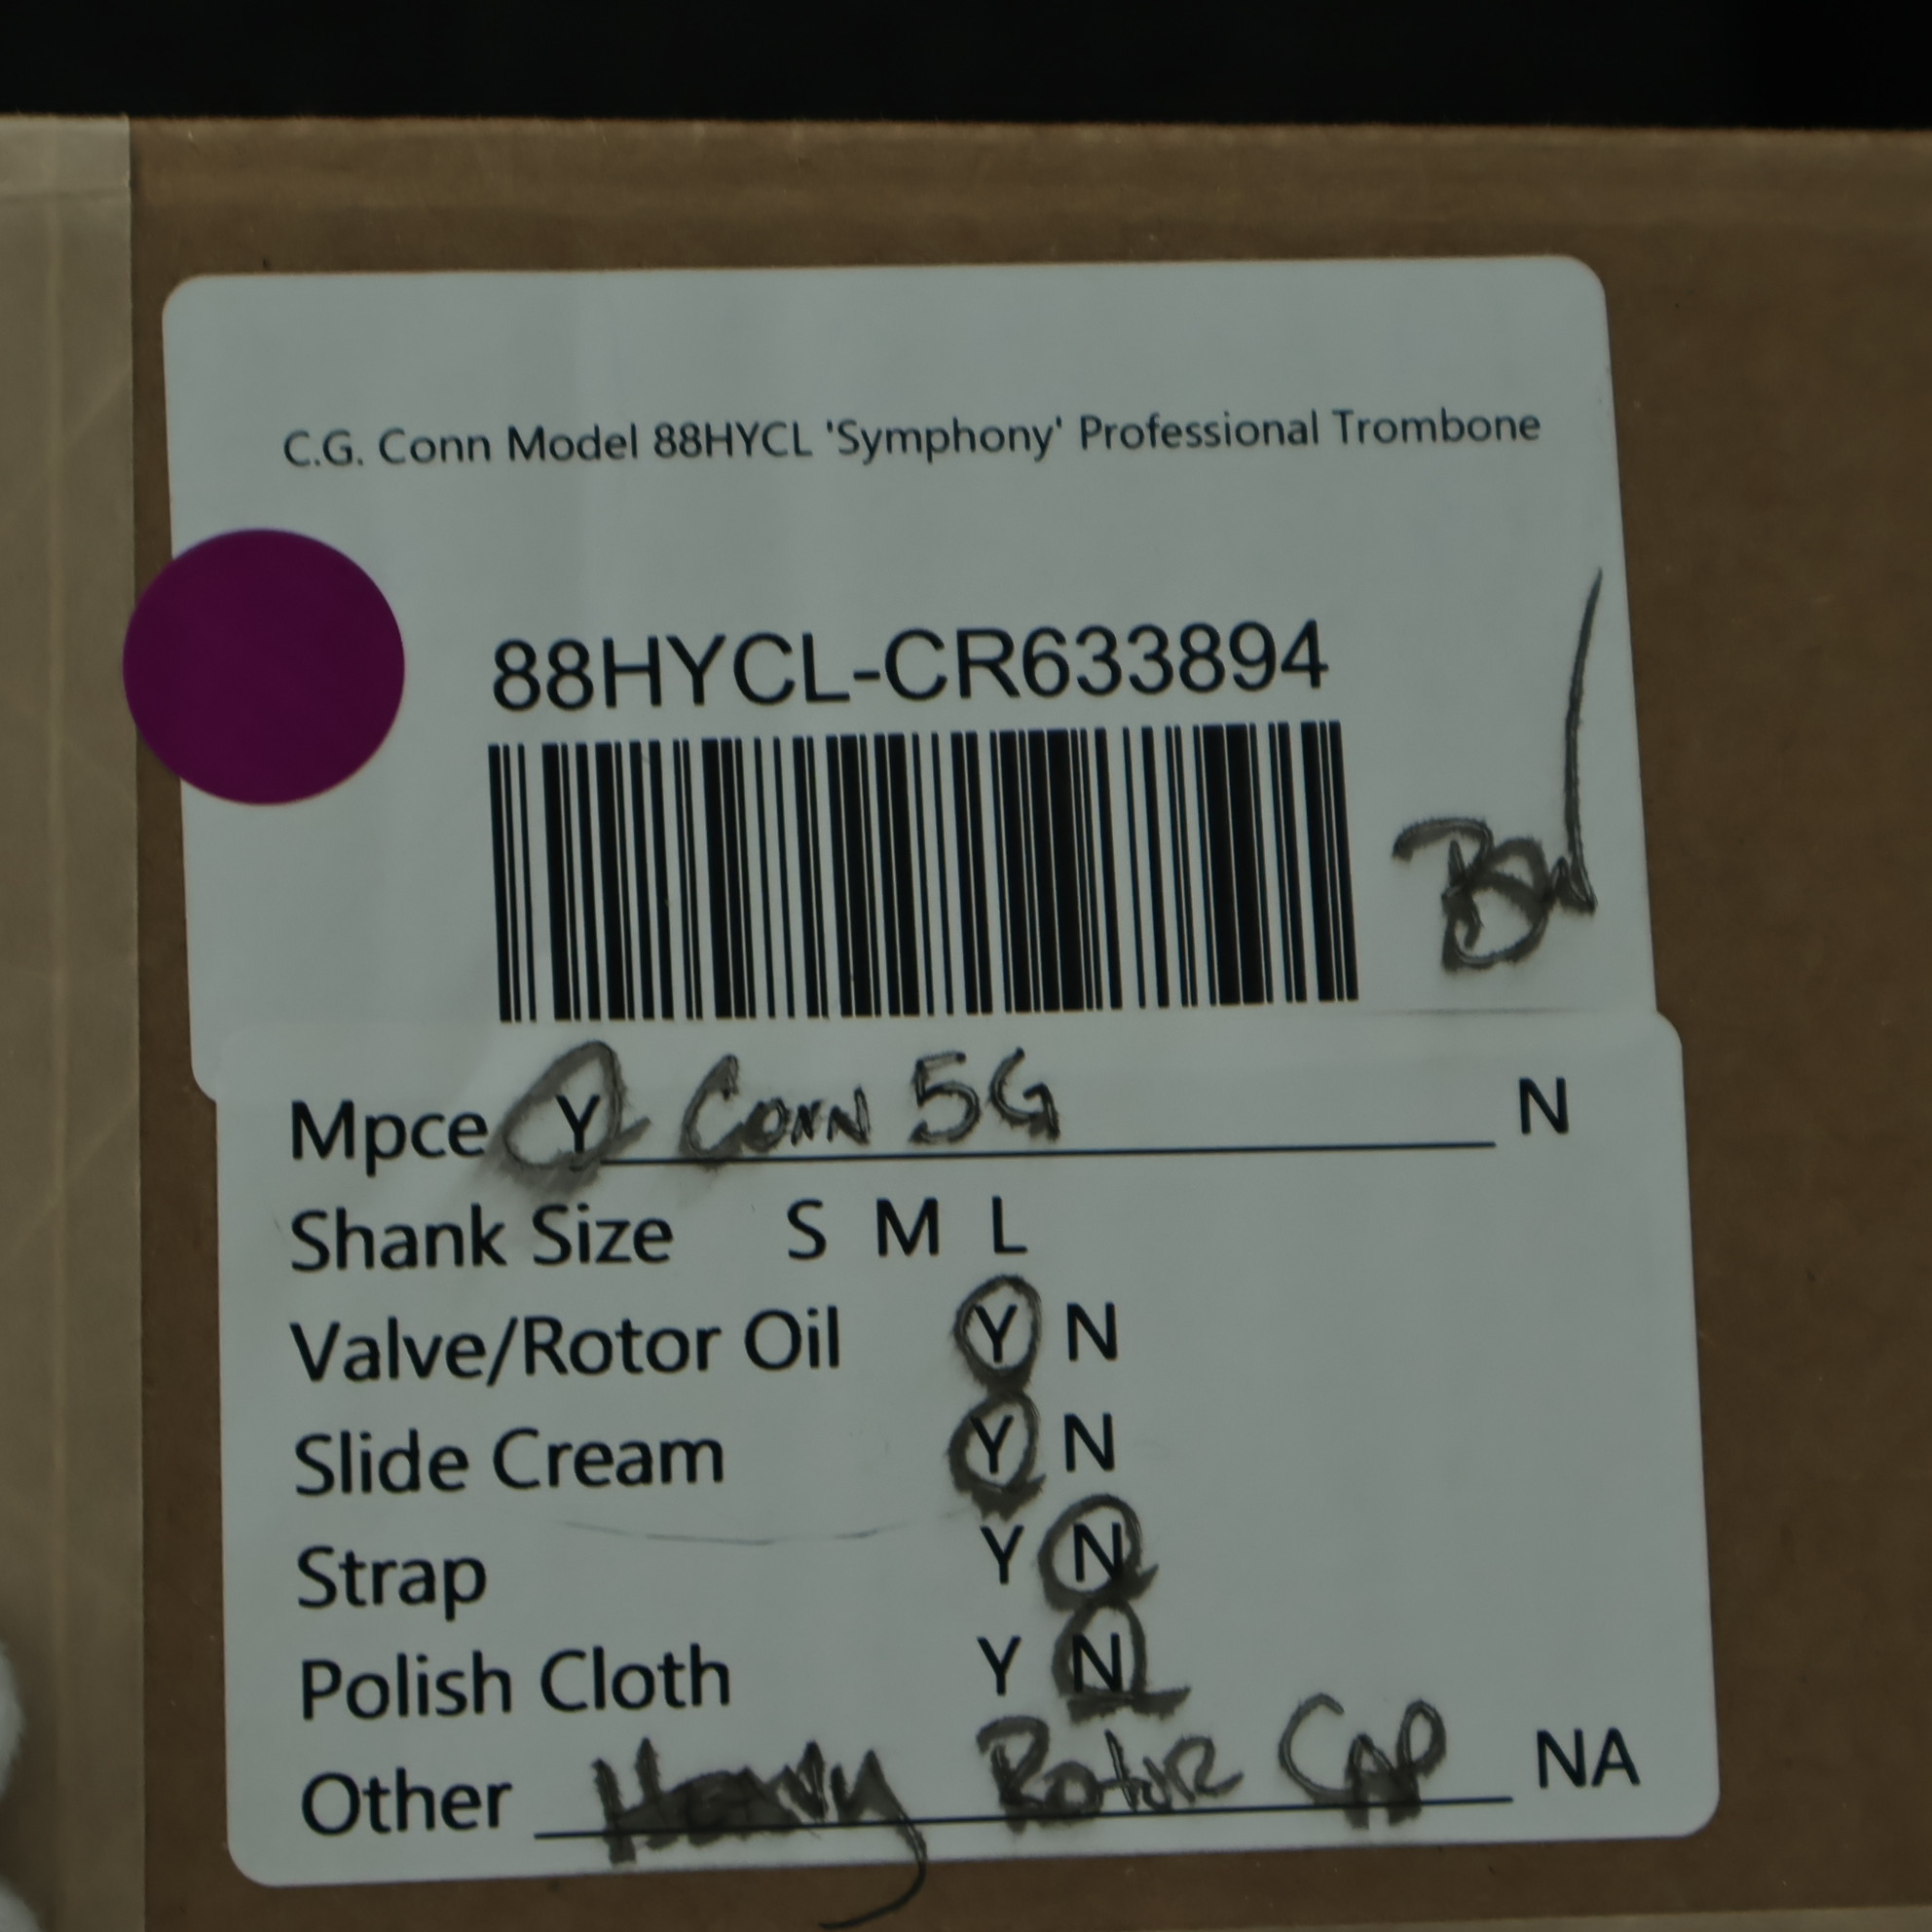 C.G. Conn Model 88HYCL 'Symphony' Professional Trombone
88HYCL-CR633894
Mpce Y Conn 5G N
Shank Size S M L
Valve/Rotor Oil Y N
Slide Cream Y N
Strap Y N
Polish Cloth Y N
Other Heavy Rotor CAP NA